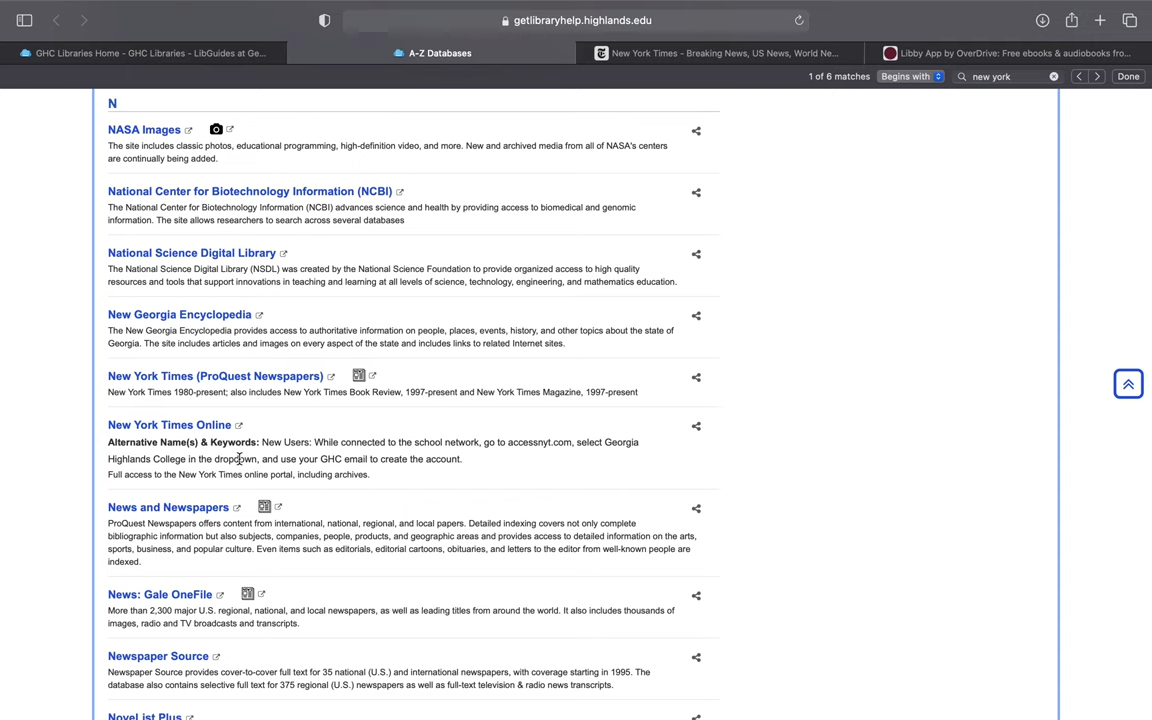 getlibraryhelp.highlands.edu
GHC Libraries Home - GHC Libraries - LibGuides at Ge...
A-Z Databases
New York Times - Breaking News, US News, World Ne...
Libby App by OverDrive: Free ebooks & audiobooks fro...
1 of 6 matches
Begins with
new york
Done
N
NASA Images
The site includes classic photos, educational programming, high-definition video, and more. New and archived media from all of NASA's centers
are continually being added.
National Center for Biotechnology Information (NCBI)
The National Center for Biotechnology Information (NCBI) advances science and health by providing access to biomedical and genomic
information. The site allows researchers to search across several databases
National Science Digital Library
The National Science Digital Library (NSDL) was created by the National Science Foundation to provide organized access to high quality
resources and tools that support innovations in teaching and learning at all levels of science, technology, engineering, and mathematics education.
New Georgia Encyclopedia
The New Georgia Encyclopedia provides access to authoritative information on people, places, events, history, and other topics about the state of
Georgia. The site includes articles and images on every aspect of the state and includes links to related Internet sites.
New York Times (ProQuest Newspapers)
New York Times 1980-present; also includes New York Times Book Review, 1997-present and New York Times Magazine, 1997-present
New York Times Online
Alternative Name(s) & Keywords: New Users: While connected to the school network, go to accessnyt.com, select Georgia
Highlands College in the dropdown, and use your GHC email to create the account.
Full access to the New York Times online portal, including archives.
News and Newspapers
ProQuest Newspapers offers content from international, national, regional, and local papers. Detailed indexing covers not only complete
bibliographic information but also subjects, companies, people, products, and geographic areas and provides access to detailed information on the arts,
sports, business, and popular culture. Even items such as editorials, editorial cartoons, obituaries, and letters to the editor from well-known people are
indexed.
News: Gale OneFile
More than 2,300 major U.S. regional, national, and local newspapers, as well as leading titles from around the world. It also includes thousands of
images, radio and TV broadcasts and transcripts.
Newspaper Source
Newspaper Source provides cover-to-cover full text for 35 national (U.S.) and international newspapers, with coverage starting in 1995. The
database also contains selective full text for 375 regional (U.S.) newspapers as well as full-text television & radio news transcripts.
NoveList Plus